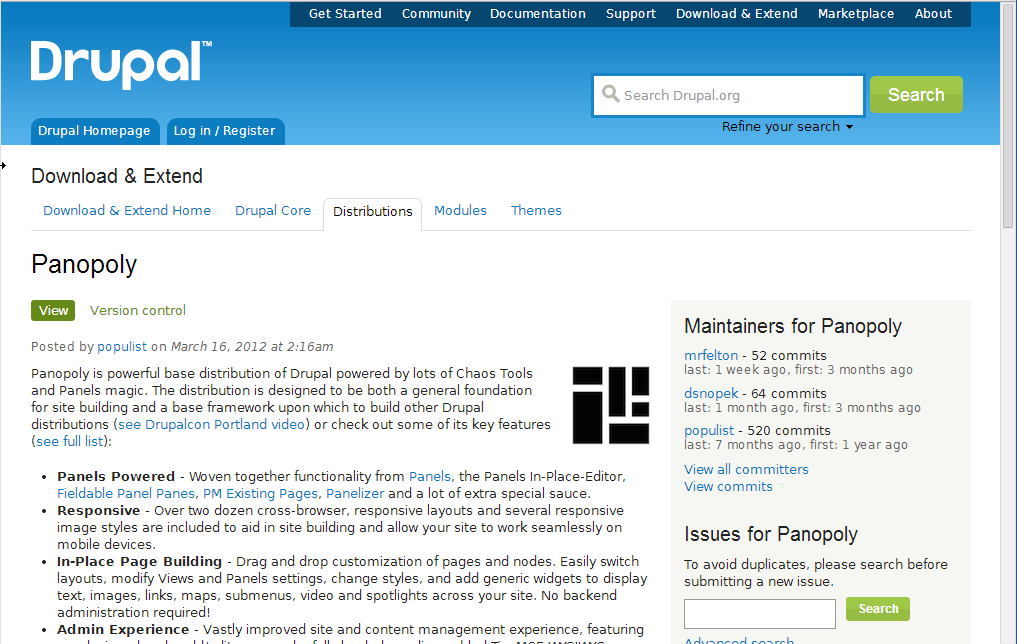 Get Started Community Documentation Support Download & Extend Marketplace About
Drupal™
Search Drupal.org
Search
Refine your search
Drupal Homepage Log in / Register
Download & Extend
Download & Extend Home Drupal Core Distributions Modules Themes
Panopoly
View Version control
Posted by populist on March 16, 2012 at 2:16am
Panopoly is powerful base distribution of Drupal powered by lots of Chaos Tools
and Panels magic. The distribution is designed to be both a general foundation
for site building and a base framework upon which to build other Drupal
distributions (see Drupalcon Portland video) or check out some of its key features
(see full list):
• Panels Powered - Woven together functionality from Panels, the Panels In-Place-Editor,
Fieldable Panel Panes, PM Existing Pages, Panelizer and a lot of extra special sauce.
• Responsive - Over two dozen cross-browser, responsive layouts and several responsive
image styles are included to aid in site building and allow your site to work seamlessly on
mobile devices.
• In-Place Page Building - Drag and drop customization of pages and nodes. Easily switch
layouts, modify Views and Panels settings, change styles, and add generic widgets to display
text, images, links, maps, submenus, video and spotlights across your site. No backend
administration required!
• Admin Experience - Vastly improved site and content management experience, featuring
Maintainers for Panopoly
mrfelton - 52 commits
last: 1 week ago, first: 3 months ago
dsnopek - 64 commits
last: 1 month ago, first: 3 months ago
populist - 520 commits
last: 7 months ago, first: 1 year ago
View all committers
View commits
Issues for Panopoly
To avoid duplicates, please search before
submitting a new issue.
Search
Advanced search